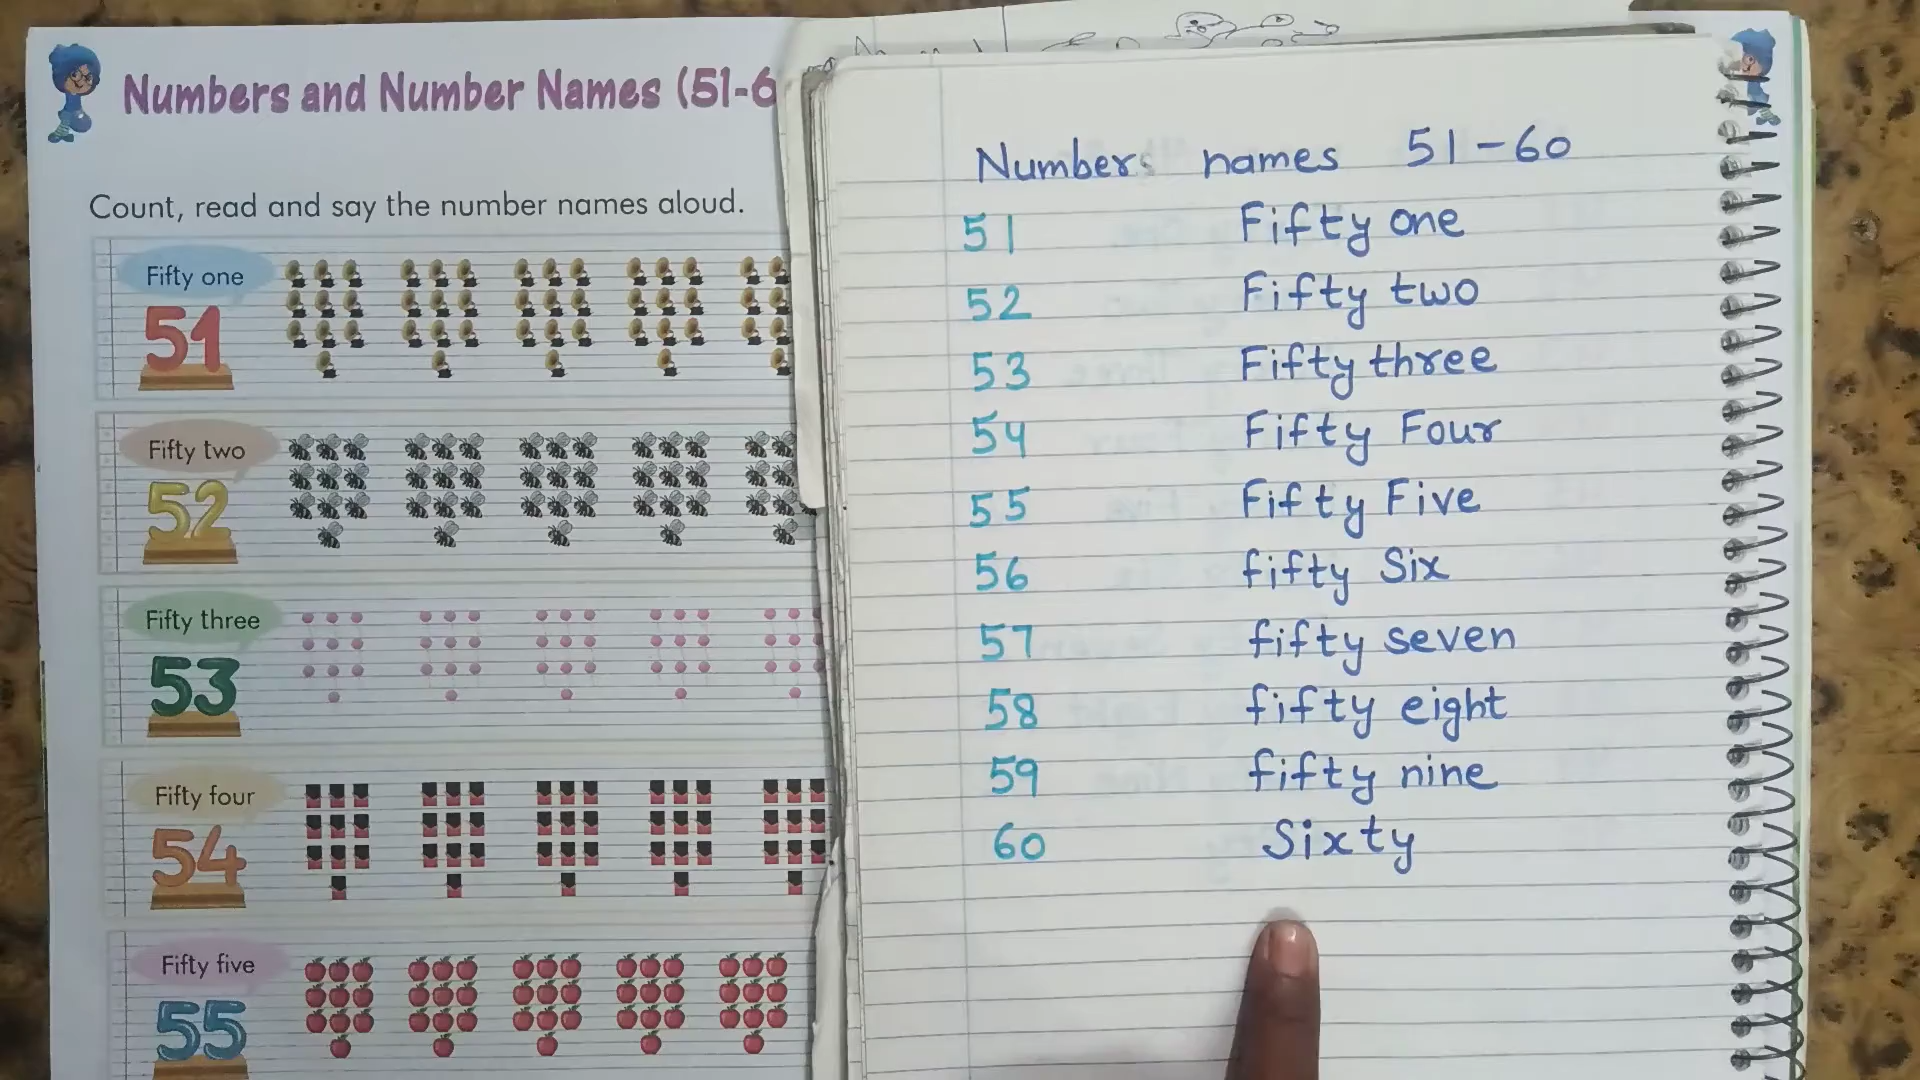 Numbers and Number Names (51-6
Count, read and say the number names aloud.
Fifty one
51
Fifty two
52
Fifty three
53
Fifty four
54
Fifty five
55
Numbers names 51-60
51 Fifty one
52 Fifty two
53 Fifty three
54 Fifty Four
55 Fifty Five
56 fifty Six
57 fifty seven
58 fifty eight
59 fifty nine
60 Sixty